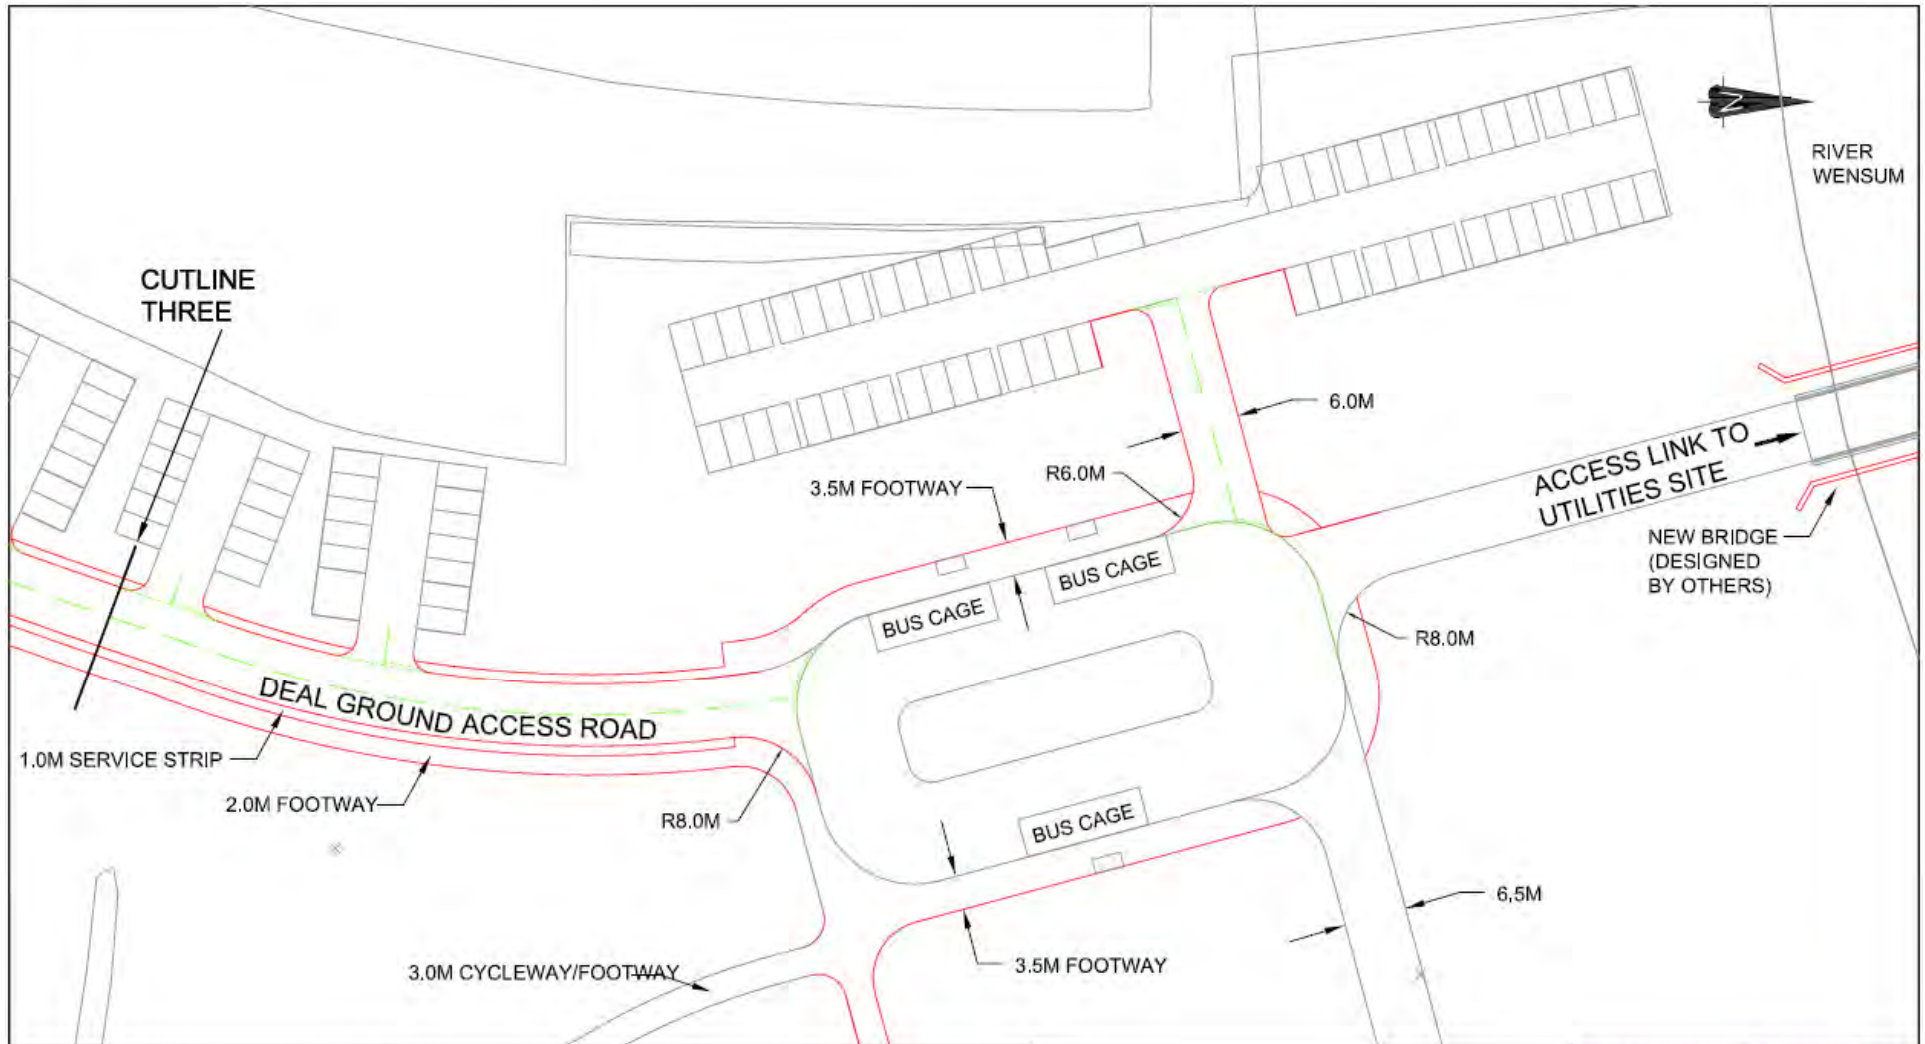 N
RIVER
WENSUM
CUTLINE
THREE
6.0M
3.5M FOOTWAY
R6.0M
ACCESS LINK TO
UTILITIES SITE
NEW BRIDGE
(DESIGNED
BY OTHERS)
BUS CAGE
BUS CAGE
R8.0M
DEAL GROUND ACCESS ROAD
1.0M SERVICE STRIP
2.0M FOOTWAY
R8.0M
BUS CAGE
6.5M
3.0M CYCLEWAY/FOOTWAY
3.5M FOOTWAY